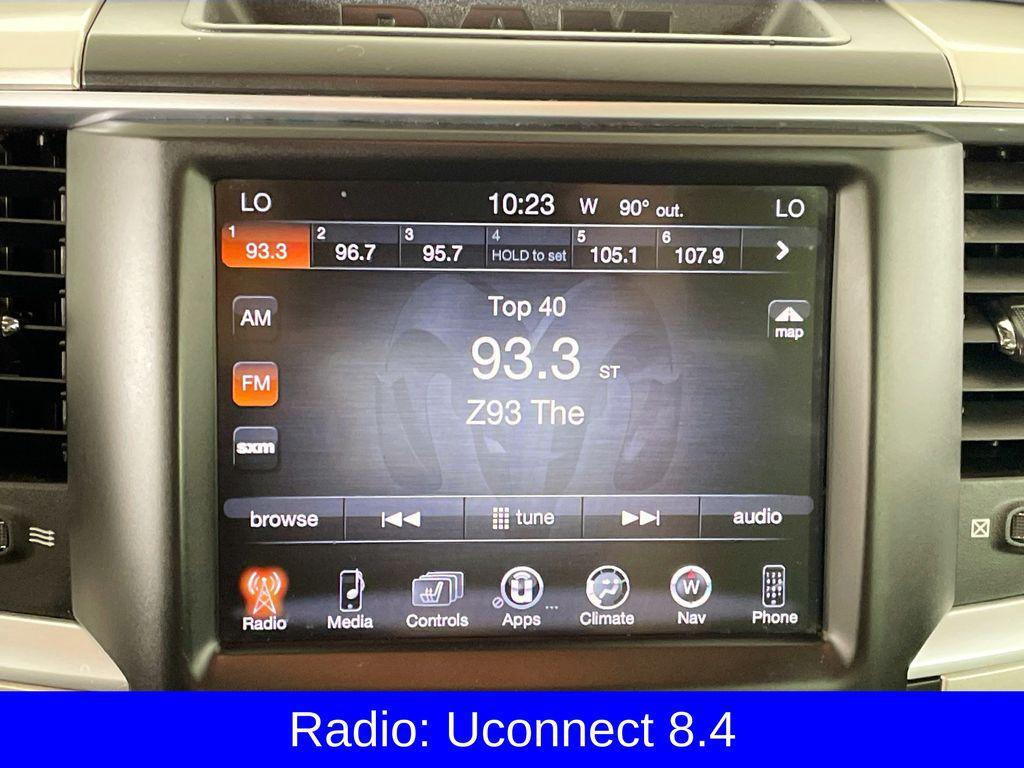 RAM
LO 10:23 W 90° out. LO
1 93.3 2 96.7 3 95.7 4 HOLD to set 5 105.1 6 107.9
AM
Top 40
map
93.3 ST
FM
Z93 The
sxm
browse tune audio
Radio Media Controls Apps Climate W Nav Phone
Radio: Uconnect 8.4